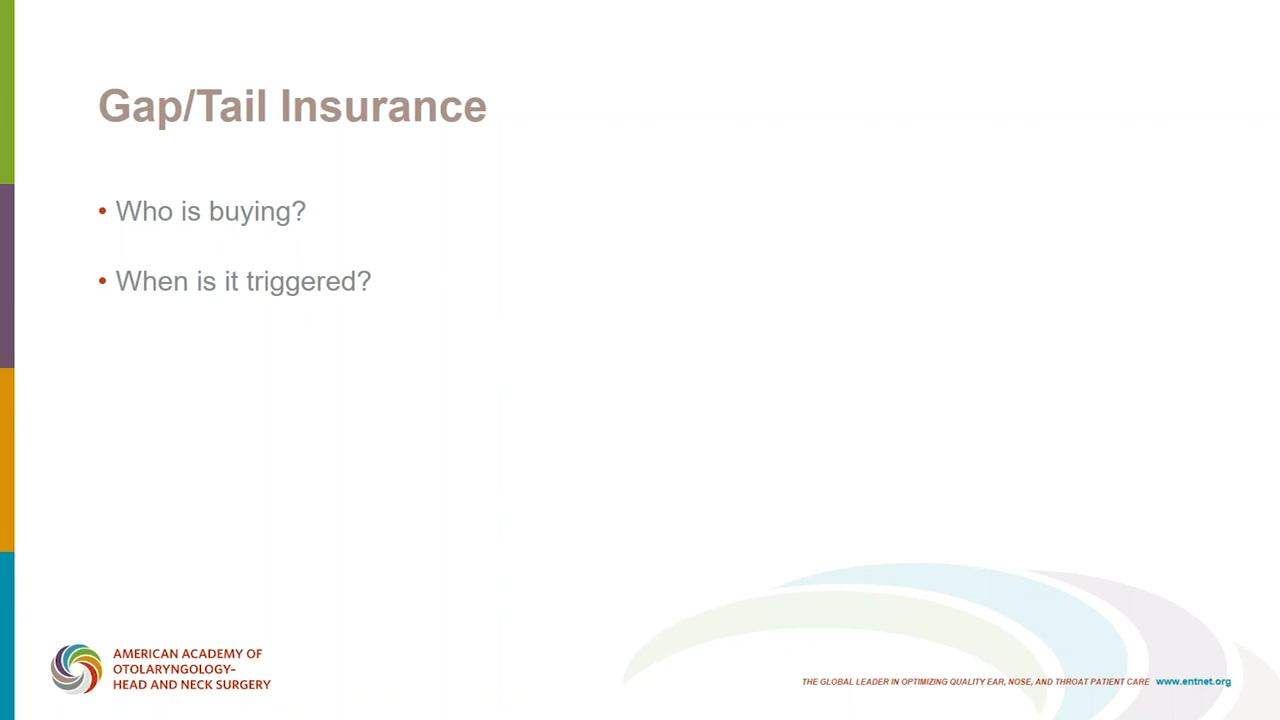 Gap/Tail Insurance
• Who is buying?
• When is it triggered?
AMERICAN ACADEMY OF
OTOLARYNGOLOGY–
HEAD AND NECK SURGERY
THE GLOBAL LEADER IN OPTIMIZING QUALITY EAR, NOSE, AND THROAT PATIENT CARE www.entnet.org